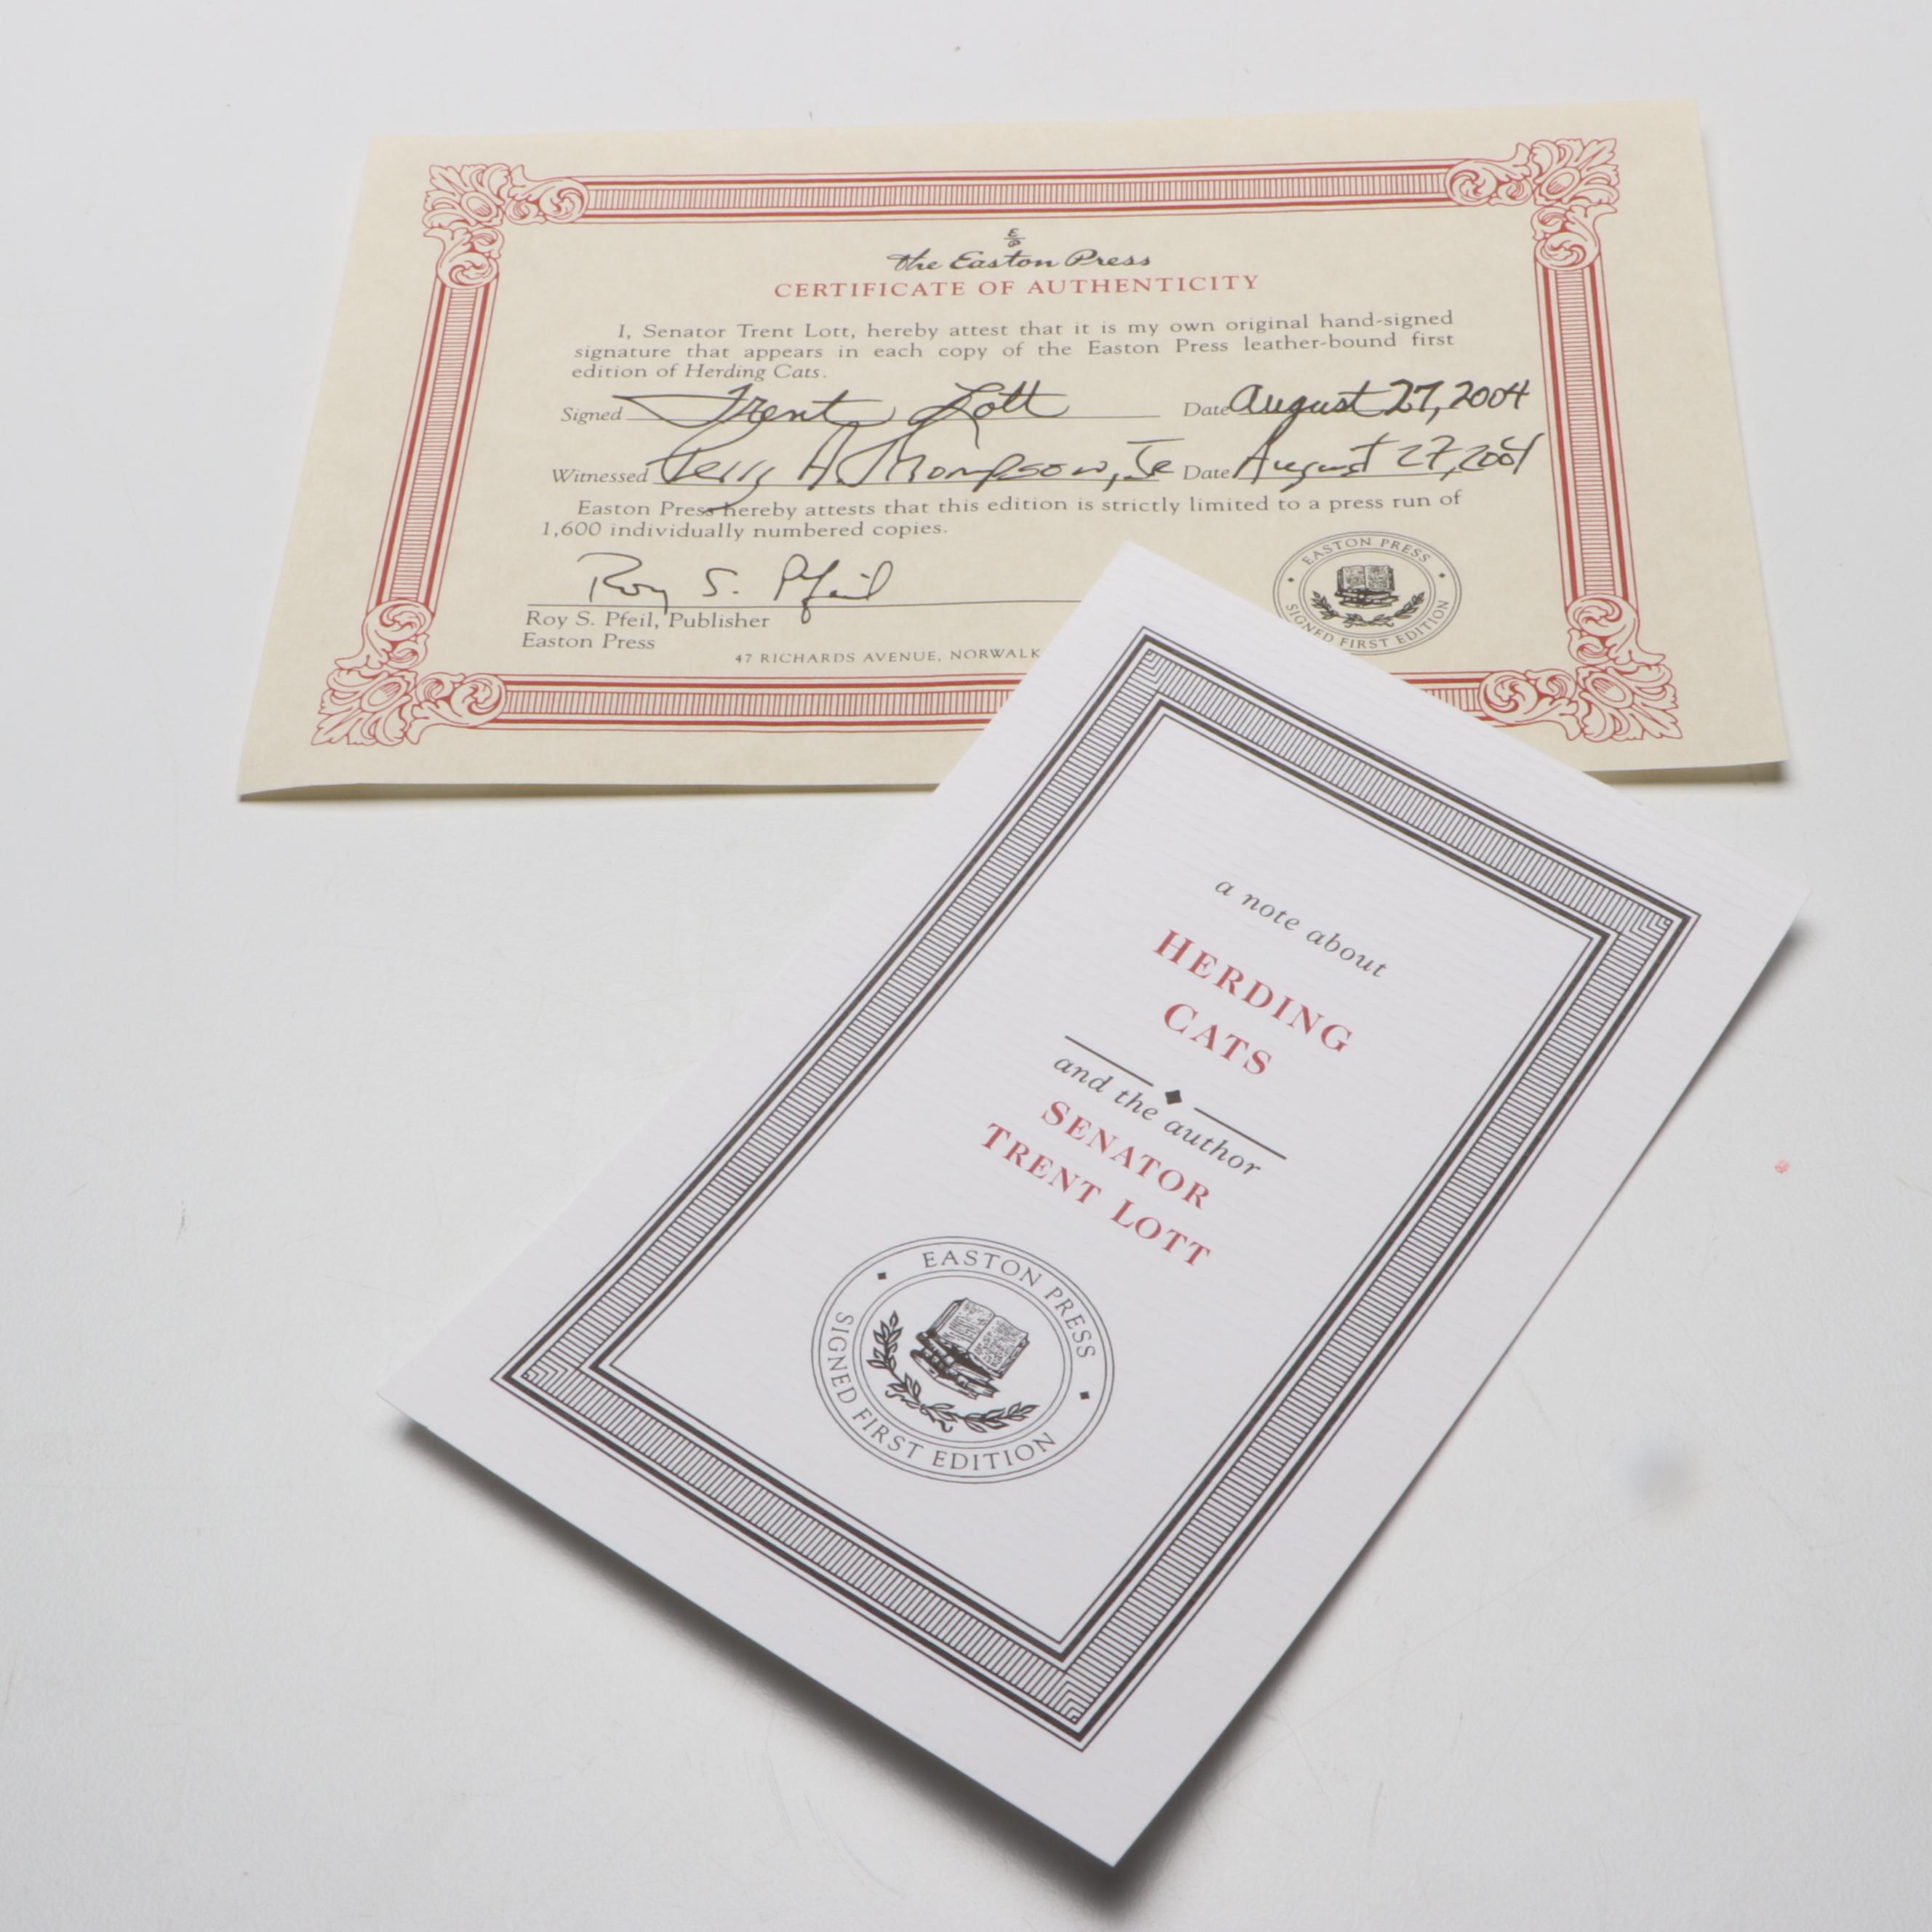 the Easton Press
CERTIFICATE OF AUTHENTICITY
I, Senator Trent Lott, hereby attest that it is my own original hand-signed
signature that appears in each copy of the Easton Press leather-bound first
edition of Herding Cats.
Signed Trent Lott Date August 27, 2004
Witnessed Perry A. Thompson, Jr Date August 27, 2004
Easton Press hereby attests that this edition is strictly limited to a press run of
1,600 individually numbered copies.
Roy S. Pfeil
Roy S. Pfeil, Publisher
Easton Press
47 RICHARDS AVENUE, NORWALK
EASTON PRESS
SIGNED FIRST EDITION
a note about
HERDING
CATS
and the author
SENATOR
TRENT LOTT
EASTON PRESS
SIGNED FIRST EDITION